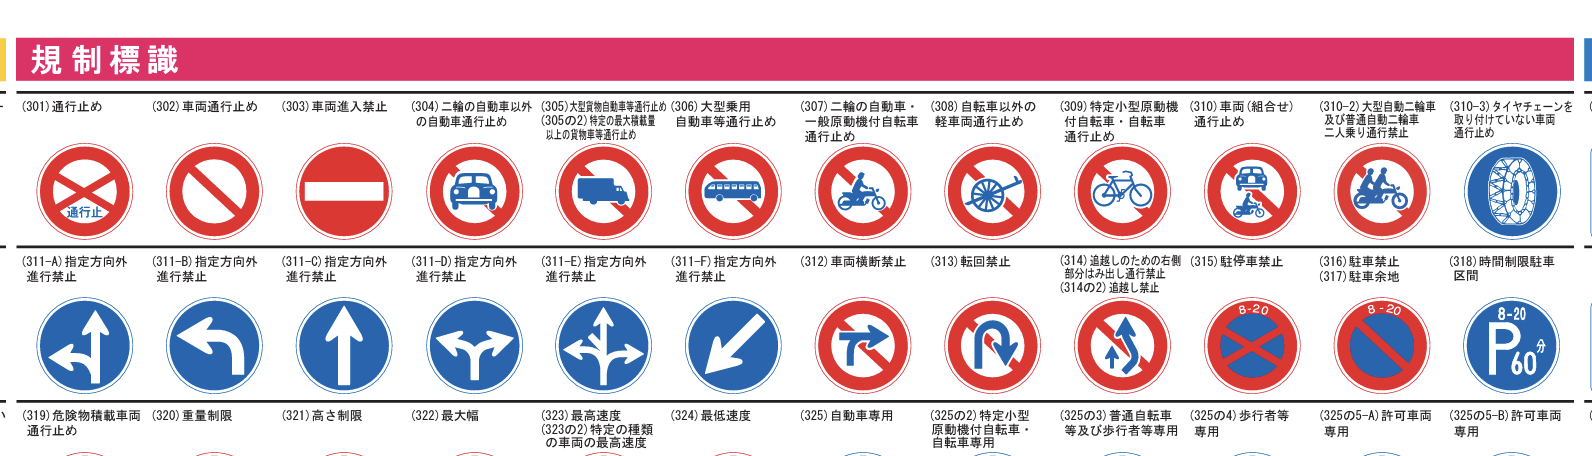 規制標識
(301)通行止め
(302)車両通行止め
(303)車両進入禁止
(304)二輪の自動車以外
の自動車通行止め
(305)大型貨物自動車等通行止め
(305の2)特定の最大積載量
以上の貨物車等通行止め
(306)大型乗用
自動車等通行止め
(307)二輪の自動車・
一般原動機付自転車
通行止め
(308)自転車以外の
軽車両通行止め
(309)特定小型原動機
付自転車・自転車
通行止め
(310)車両(組合せ)
通行止め
(310-2)大型自動二輪車
及び普通自動二輪車
二人乗り通行禁止
(310-3)タイヤチェーンを
取り付けていない車両
通行止め
通行止
(311-A)指定方向外
進行禁止
(311-B)指定方向外
進行禁止
(311-C)指定方向外
進行禁止
(311-D)指定方向外
進行禁止
(311-E)指定方向外
進行禁止
(311-F)指定方向外
進行禁止
(312)車両横断禁止
(313)転回禁止
(314)追越しのための右側
部分はみ出し通行禁止
(314の2)追越し禁止
(315)駐停車禁止
(316)駐車禁止
(317)駐車余地
(318)時間制限駐車
区間
8-20
8-20
8-20
P60分
(319)危険物積載車両
通行止め
(320)重量制限
(321)高さ制限
(322)最大幅
(323)最高速度
(323の2)特定の種類
の車両の最高速度
(324)最低速度
(325)自動車専用
(325の2)特定小型
原動機付自転車・
自転車専用
(325の3)普通自転車
等及び歩行者等専用
(325の4)歩行者等
専用
(325の5-A)許可車両
専用
(325の5-B)許可車両
専用